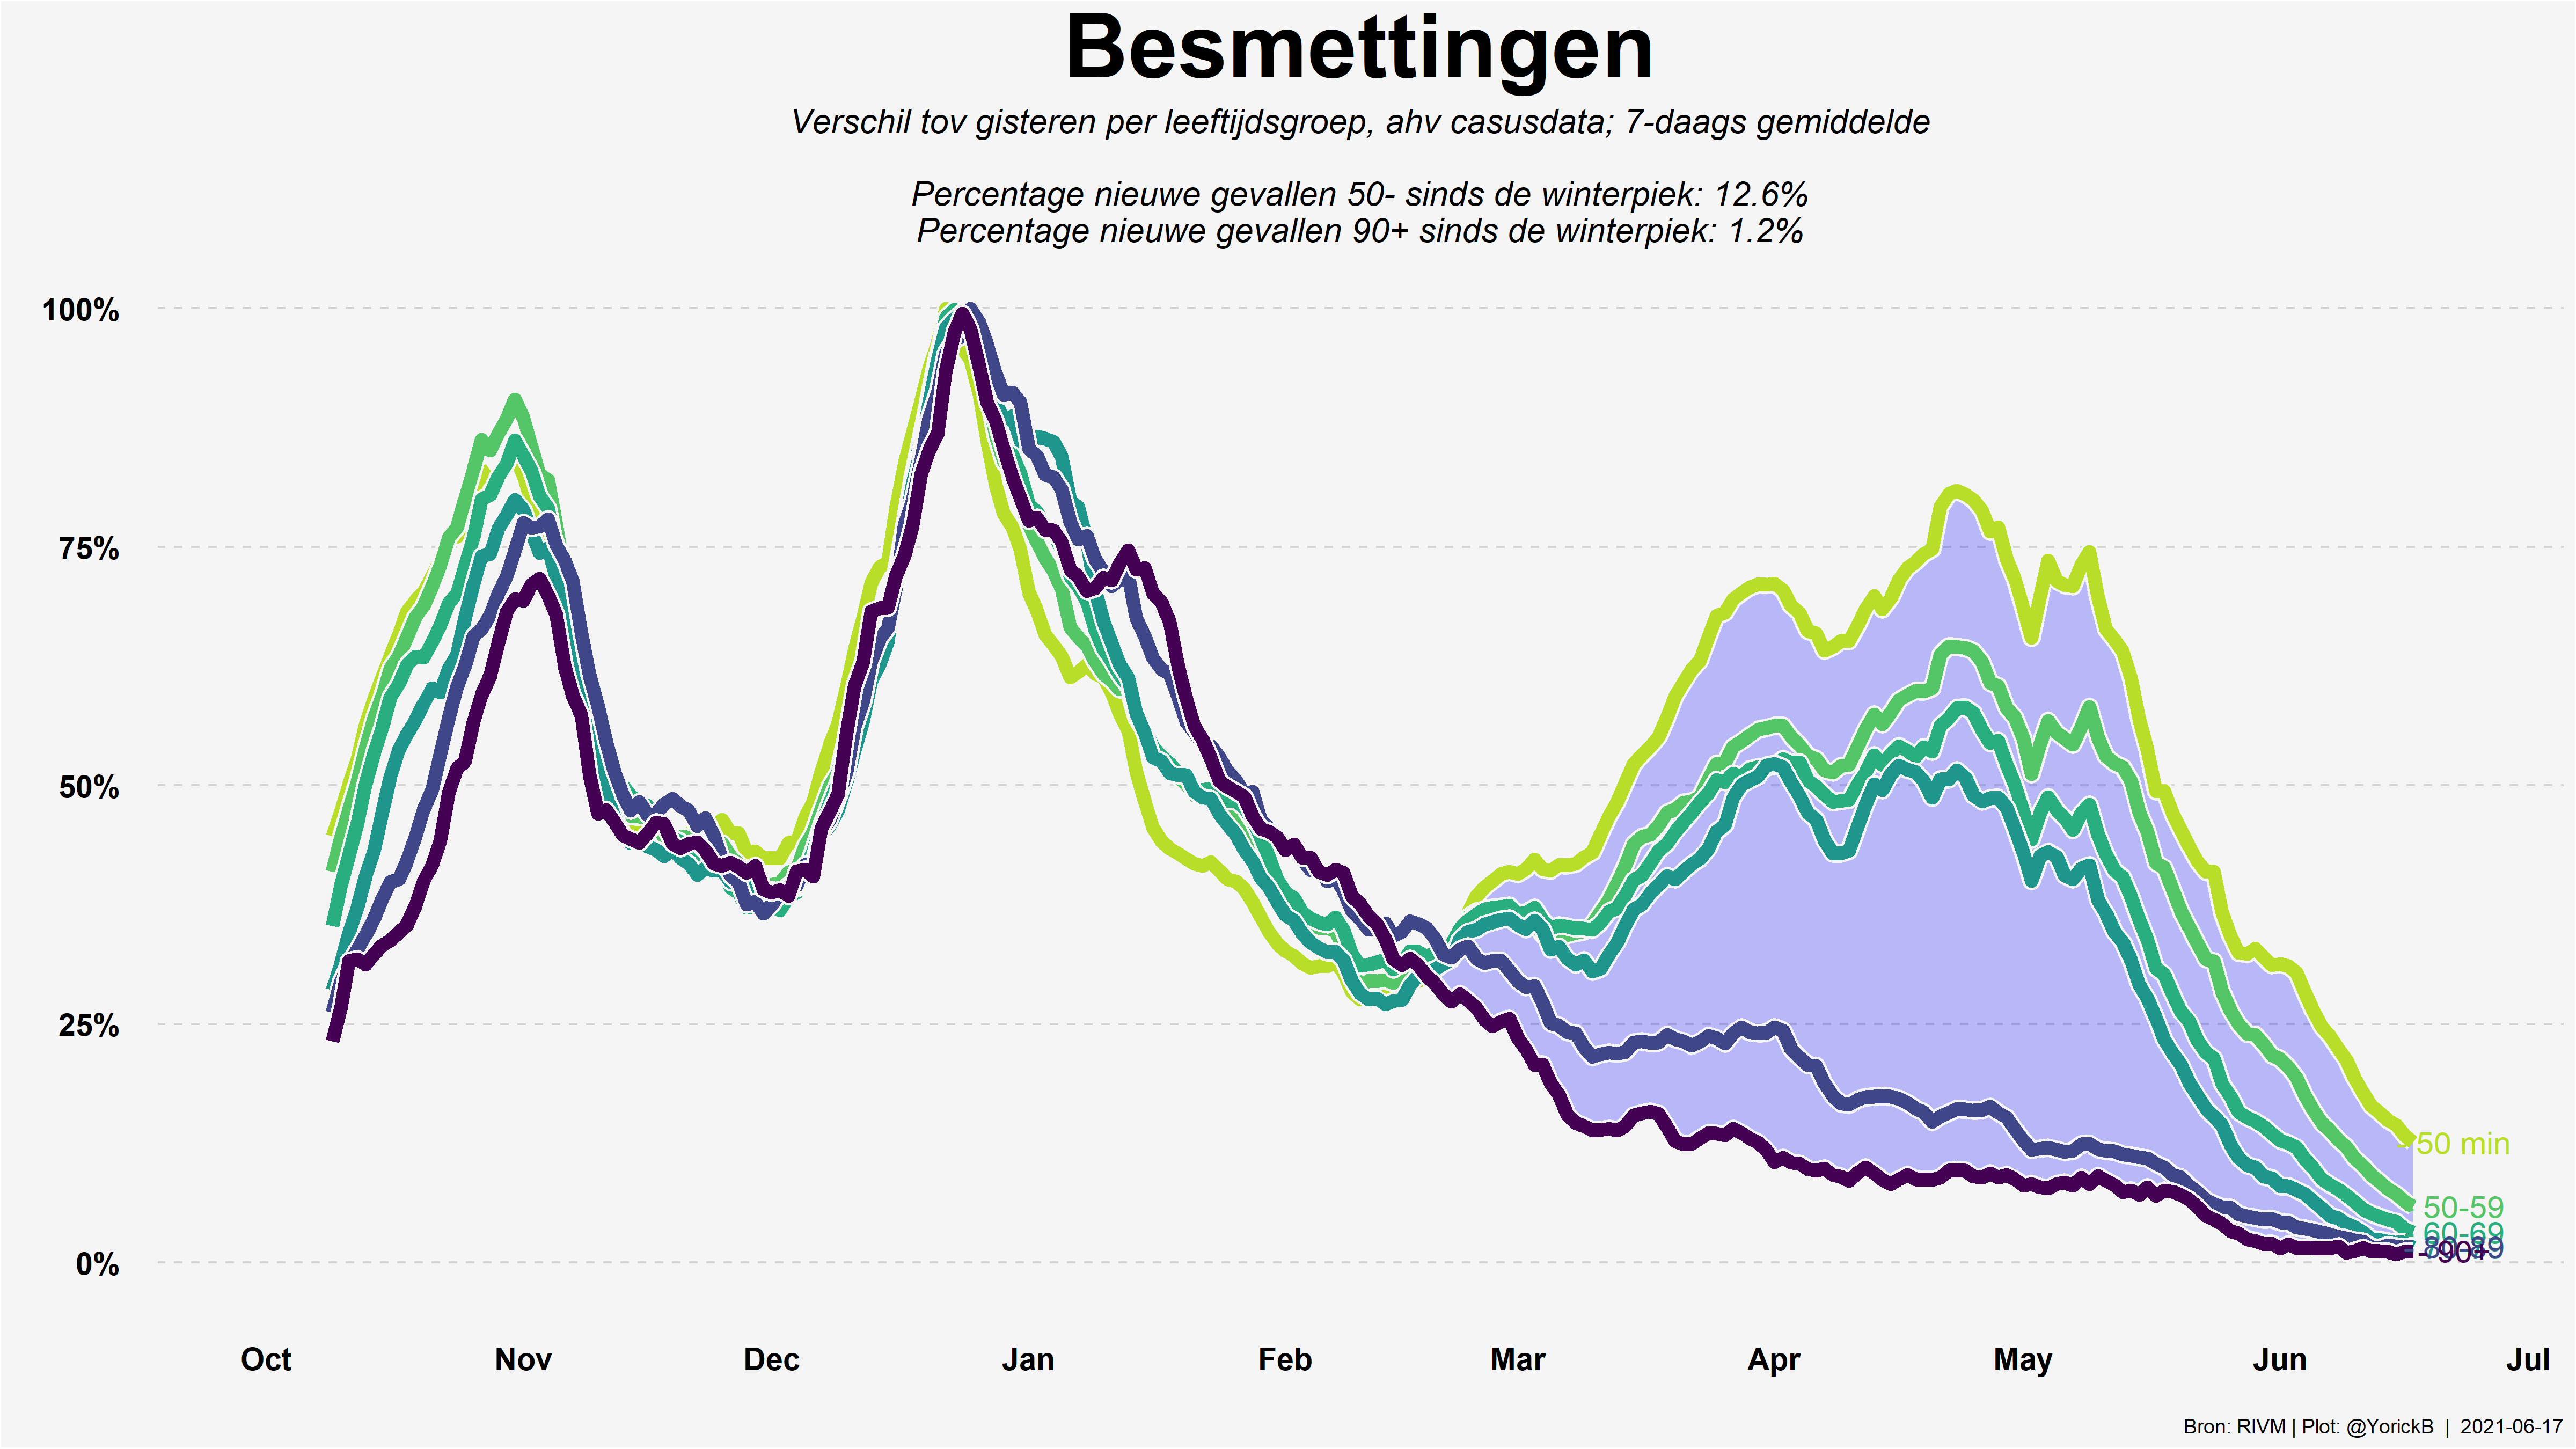 Besmettingen
Verschil tov gisteren per leeftijdsgroep, ahv casusdata; 7-daags gemiddelde
Percentage nieuwe gevallen 50- sinds de winterpiek: 12.6%
Percentage nieuwe gevallen 90+ sinds de winterpiek: 1.2%
100%
75%
50%
25%
0%
50 min
50-59
60-69
90+
Oct Nov Dec Jan Feb Mar Apr May Jun Jul
Bron: RIVM | Plot: @YorickB | 2021-06-17